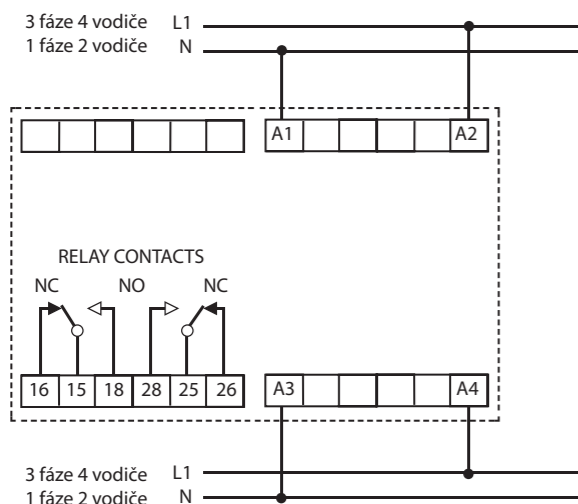 3 fáze 4 vodiče L1
1 fáze 2 vodiče N
A1 A2
RELAY CONTACTS
NC NO NC
16 15 18 28 25 26 A3 A4
3 fáze 4 vodiče L1
1 fáze 2 vodiče N